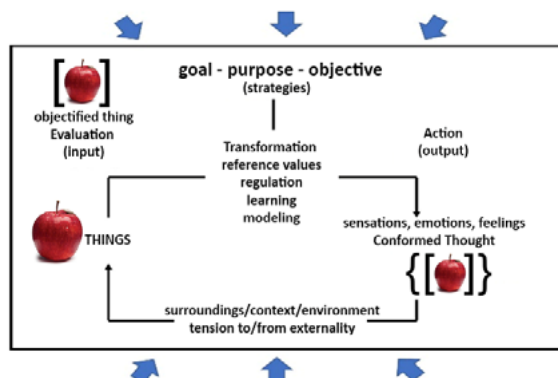 goal - purpose - objective
(strategies)
[ ]
objectified thing
Evaluation
(input)
Transformation
reference values
regulation
learning
modeling
Action
(output)
THINGS
sensations, emotions, feelings
Conformed Thought
{[ ]}
surroundings/context/environment
tension to/from externality